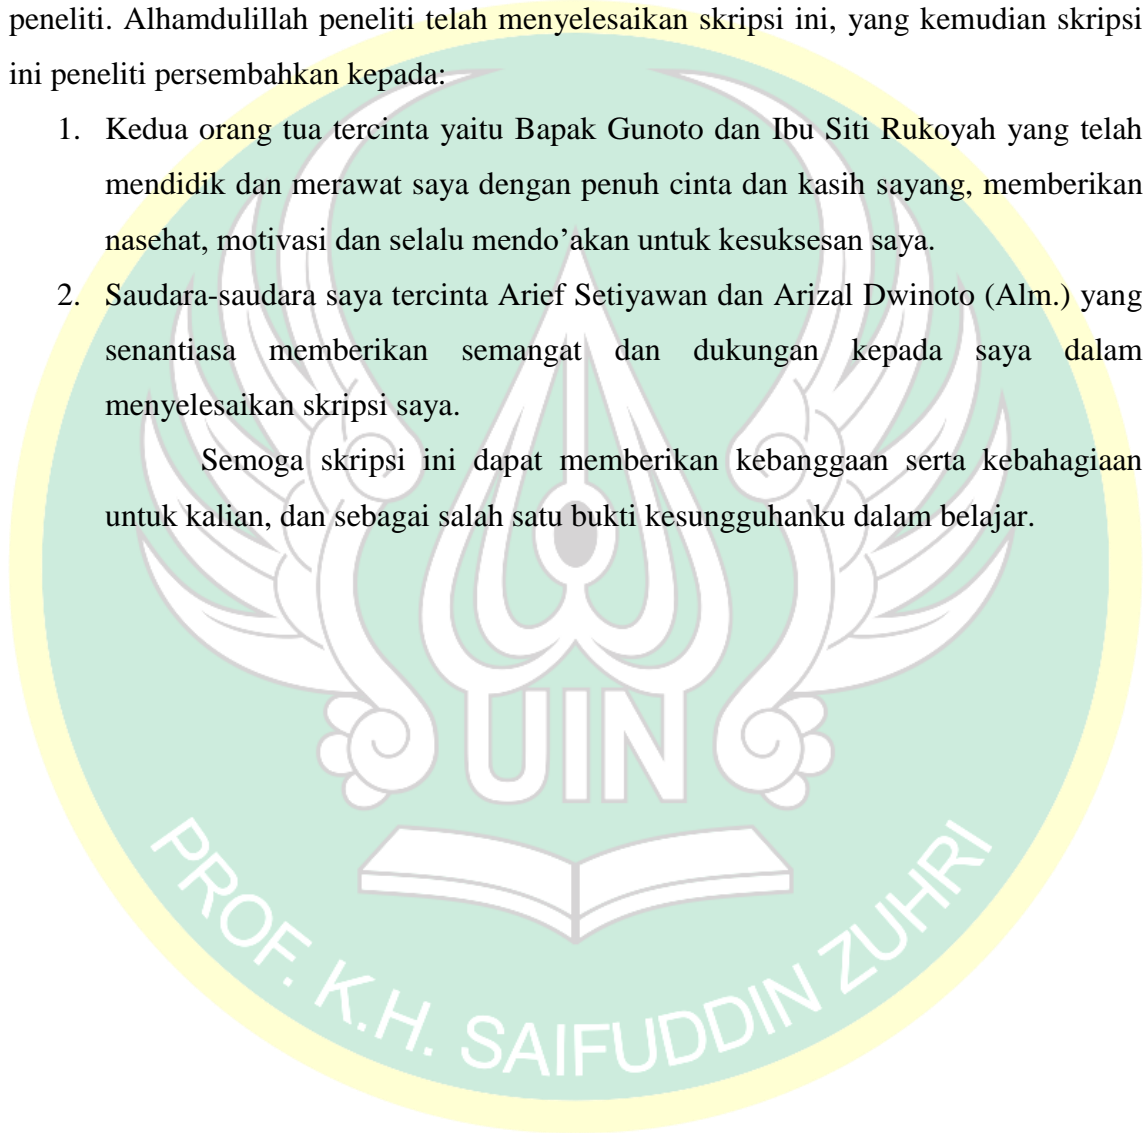 peneliti. Alhamdulillah peneliti telah menyelesaikan skripsi ini, yang kemudian skripsi
ini peneliti persembahkan kepada:
1. Kedua orang tua tercinta yaitu Bapak Gunoto dan Ibu Siti Rukoyah yang telah
mendidik dan merawat saya dengan penuh cinta dan kasih sayang, memberikan
nasehat, motivasi dan selalu mendo’akan untuk kesuksesan saya.
2. Saudara-saudara saya tercinta Arief Setiyawan dan Arizal Dwinoto (Alm.) yang
senantiasa memberikan semangat dan dukungan kepada saya dalam
menyelesaikan skripsi saya.
Semoga skripsi ini dapat memberikan kebanggaan serta kebahagiaan
untuk kalian, dan sebagai salah satu bukti kesungguhanku dalam belajar.
UIN
PROF. K.H. SAIFUDDIN ZUHRI